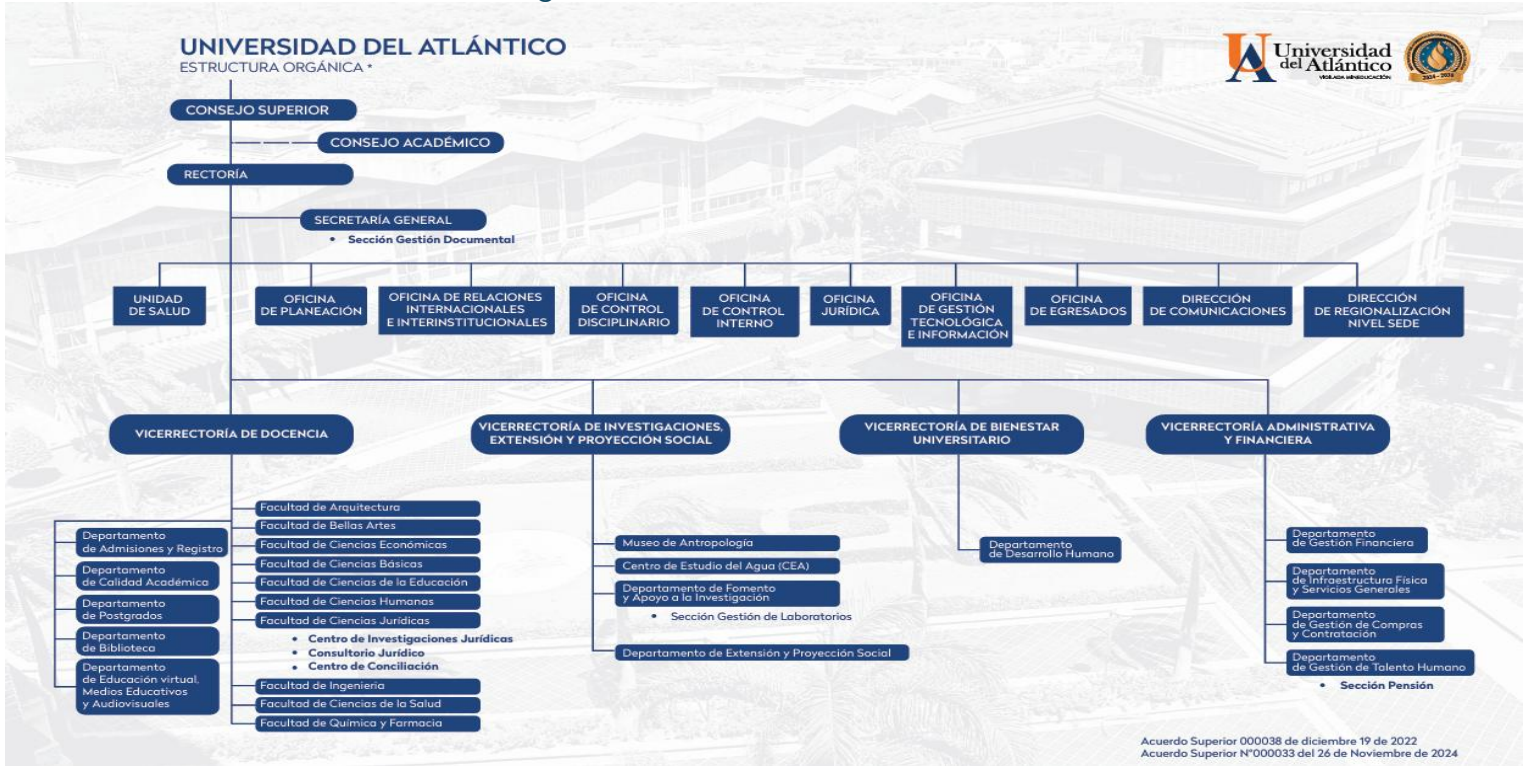 UNIVERSIDAD DEL ATLÁNTICO
ESTRUCTURA ORGÁNICA *
Universidad
del Atlántico
VIGILADA MINEDUCACIÓN
2024 - 2028
CONSEJO SUPERIOR
CONSEJO ACADÉMICO
RECTORÍA
SECRETARÍA GENERAL
• Sección Gestión Documental
UNIDAD
DE SALUD
OFICINA
DE PLANEACIÓN
OFICINA DE RELACIONES
INTERNACIONALES
E INTERINSTITUCIONALES
OFICINA
DE CONTROL
DISCIPLINARIO
OFICINA
DE CONTROL
INTERNO
OFICINA
JURÍDICA
OFICINA
DE GESTIÓN
TECNOLÓGICA
E INFORMACIÓN
OFICINA
DE EGRESADOS
DIRECCIÓN
DE COMUNICACIONES
DIRECCIÓN
DE REGIONALIZACIÓN
NIVEL SEDE
VICERRECTORÍA DE DOCENCIA
Departamento
de Admisiones y Registro
Departamento
de Calidad Académica
Departamento
de Postgrados
Departamento
de Biblioteca
Departamento
de Educación virtual,
Medios Educativos
y Audiovisuales
Facultad de Arquitectura
Facultad de Bellas Artes
Facultad de Ciencias Económicas
Facultad de Ciencias Básicas
Facultad de Ciencias de la Educación
Facultad de Ciencias Humanas
Facultad de Ciencias Jurídicas
• Centro de Investigaciones Jurídicas
• Consultorio Jurídico
• Centro de Conciliación
Facultad de Ingenieria
Facultad de Ciencias de la Salud
Facultad de Química y Farmacia
VICERRECTORÍA DE INVESTIGACIONES,
EXTENSIÓN Y PROYECCIÓN SOCIAL
Museo de Antropología
Centro de Estudio del Agua (CEA)
Departamento de Fomento
y Apoyo a la Investigación
• Sección Gestión de Laboratorios
Departamento de Extensión y Proyección Social
VICERRECTORÍA DE BIENESTAR
UNIVERSITARIO
Departamento
de Desarrollo Humano
VICERRECTORÍA ADMINISTRATIVA
Y FINANCIERA
Departamento
de Gestión Financiera
Departamento
de Infraestructura Física
y Servicios Generales
Departamento
de Gestión de Compras
y Contratación
Departamento
de Gestión de Talento Humano
• Sección Pensión
Acuerdo Superior 000038 de diciembre 19 de 2022
Acuerdo Superior N°000033 del 26 de Noviembre de 2024